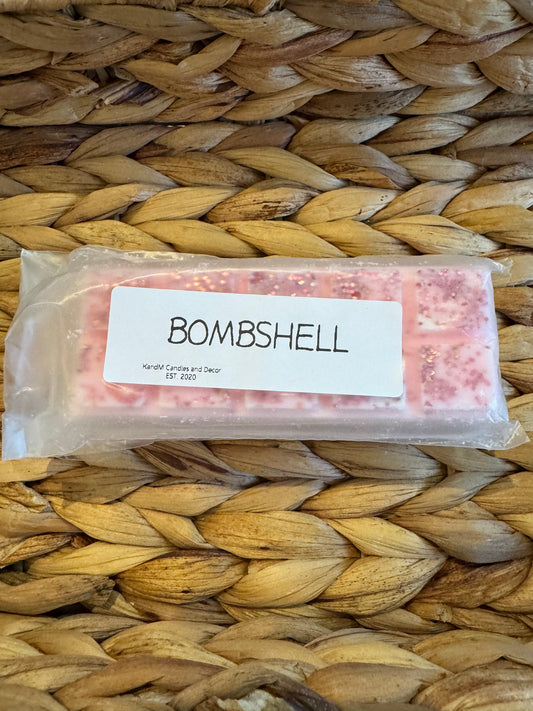 BOMBSHELL
KandM Candles and Decor
EST. 2020